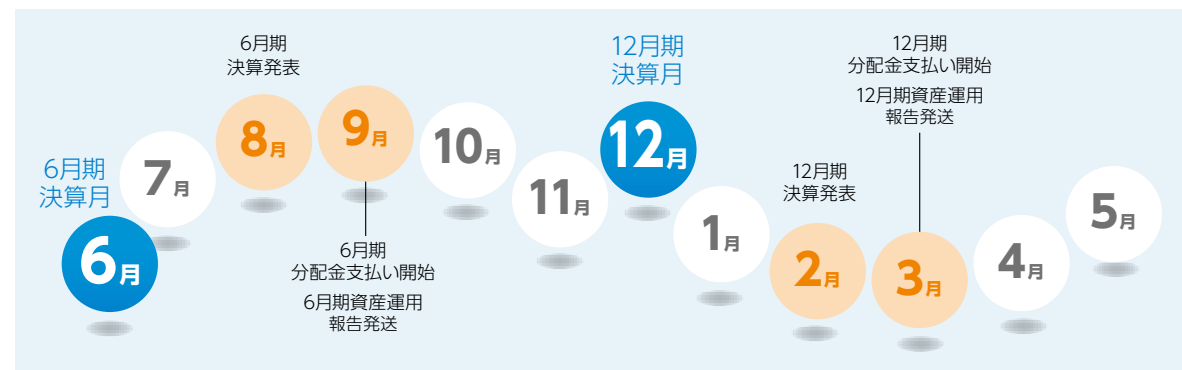 6月期
決算月
6月
7月
6月期
決算発表
8月
9月
6月期
分配金支払い開始
6月期資産運用
報告発送
10月
11月
12月期
決算月
12月
1月
12月期
決算発表
2月
12月期
分配金支払い開始
12月期資産運用
報告発送
3月
4月
5月